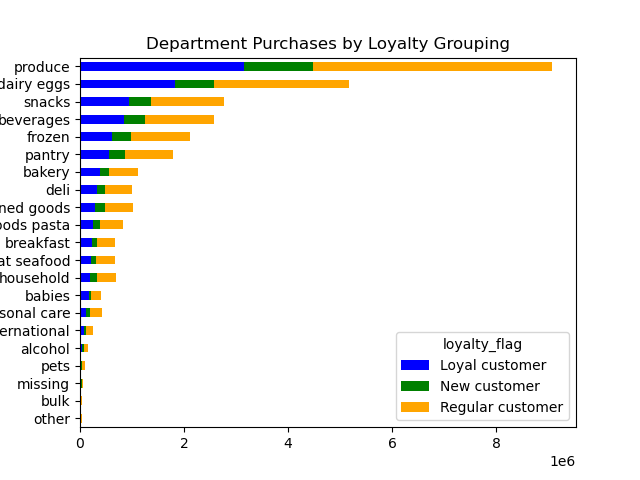 Department Purchases by Loyalty Grouping
produce
dairy eggs
snacks
beverages
frozen
pantry
bakery
deli
ned goods
ods pasta
breakfast
at seafood
household
babies
sonal care
ernational
alcohol
pets
missing
bulk
other
loyalty_flag
Loyal customer
New customer
Regular customer
0 2 4 6 8
1e6